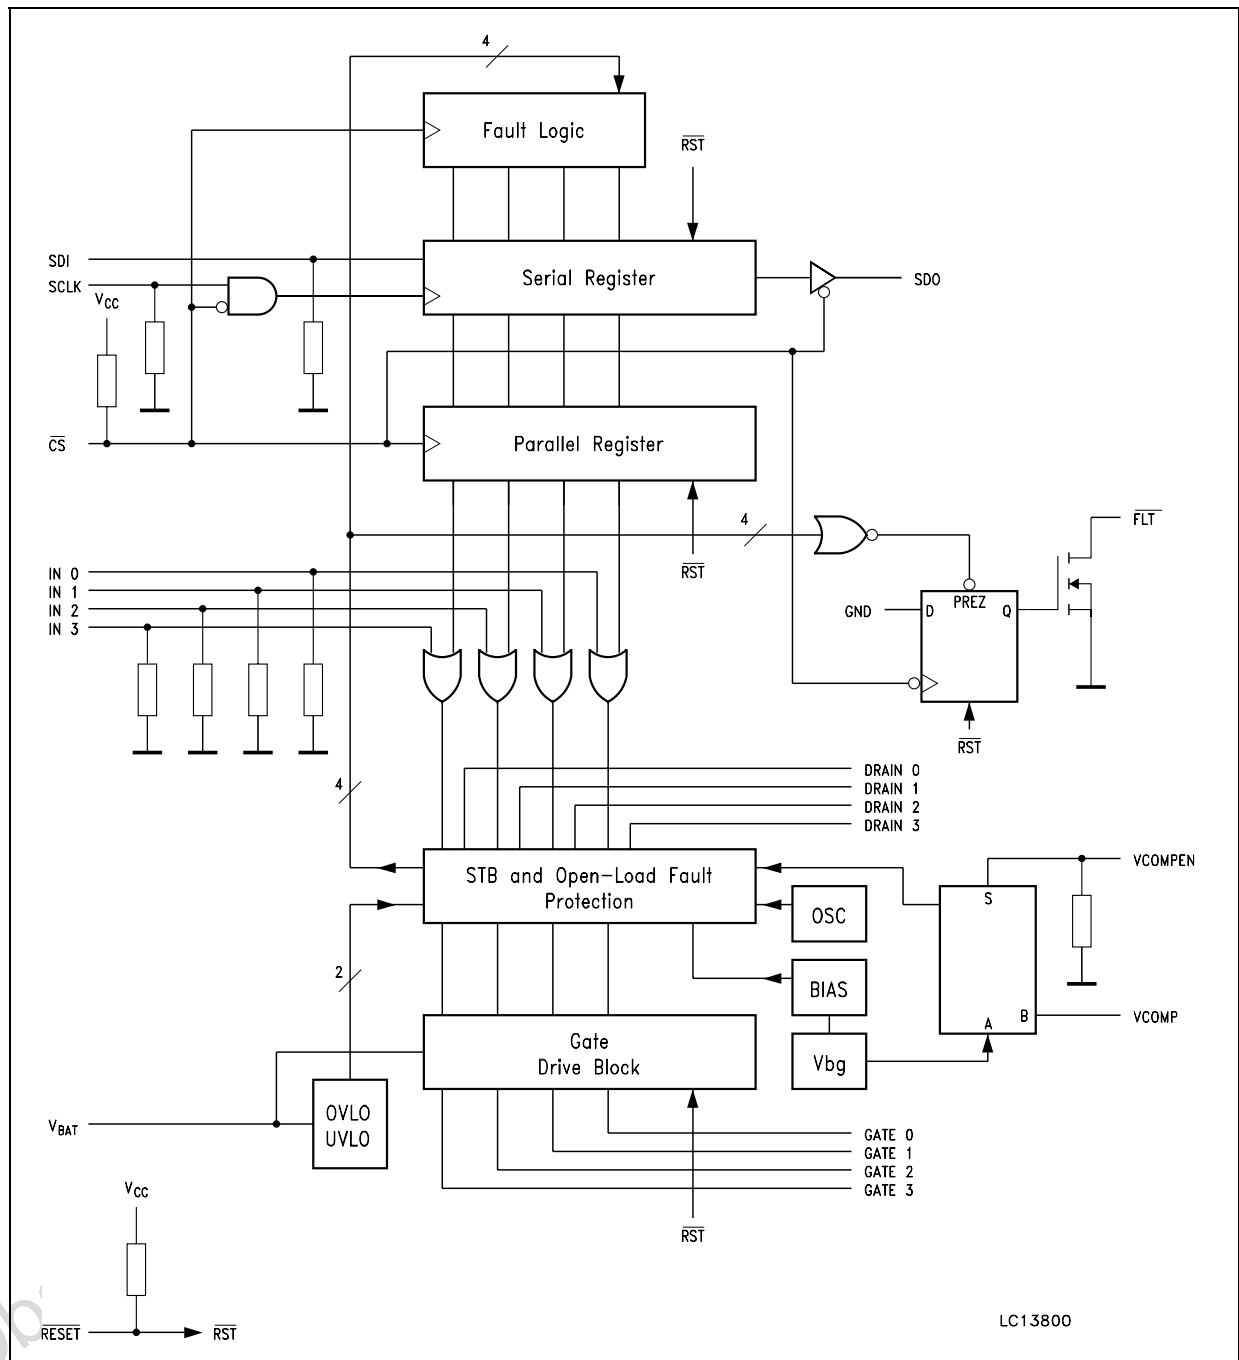 4
Fault Logic
RST
SDI
SCLK
VCC
Serial Register
SDO
CS
Parallel Register
4
FLT
RST
IN 0
IN 1
IN 2
IN 3
GND
D
PREZ
Q
RST
4
DRAIN 0
DRAIN 1
DRAIN 2
DRAIN 3
STB and Open-Load Fault
Protection
VCOMPEN
S
OSC
2
BIAS
A
B
VCOMP
Gate
Drive Block
Vbg
VBAT
OVLO
UVLO
GATE 0
GATE 1
GATE 2
GATE 3
VCC
RST
RESET
RST
LC13800